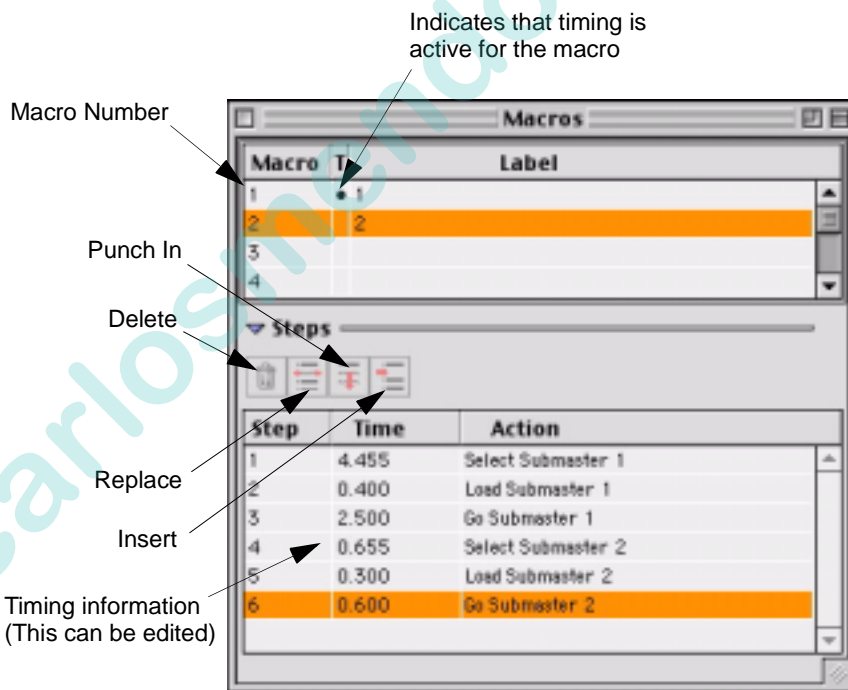 Indicates that timing is
active for the macro
Macro Number
Macros
Macro T Label
1 • 1
2 2
3
4
Punch In
Delete
Steps
Replace
Insert
Step Time Action
1 4.455 Select Submaster 1
2 0.400 Load Submaster 1
3 2.500 Go Submaster 1
4 0.655 Select Submaster 2
5 0.300 Load Submaster 2
6 0.600 Go Submaster 2
Timing information
(This can be edited)